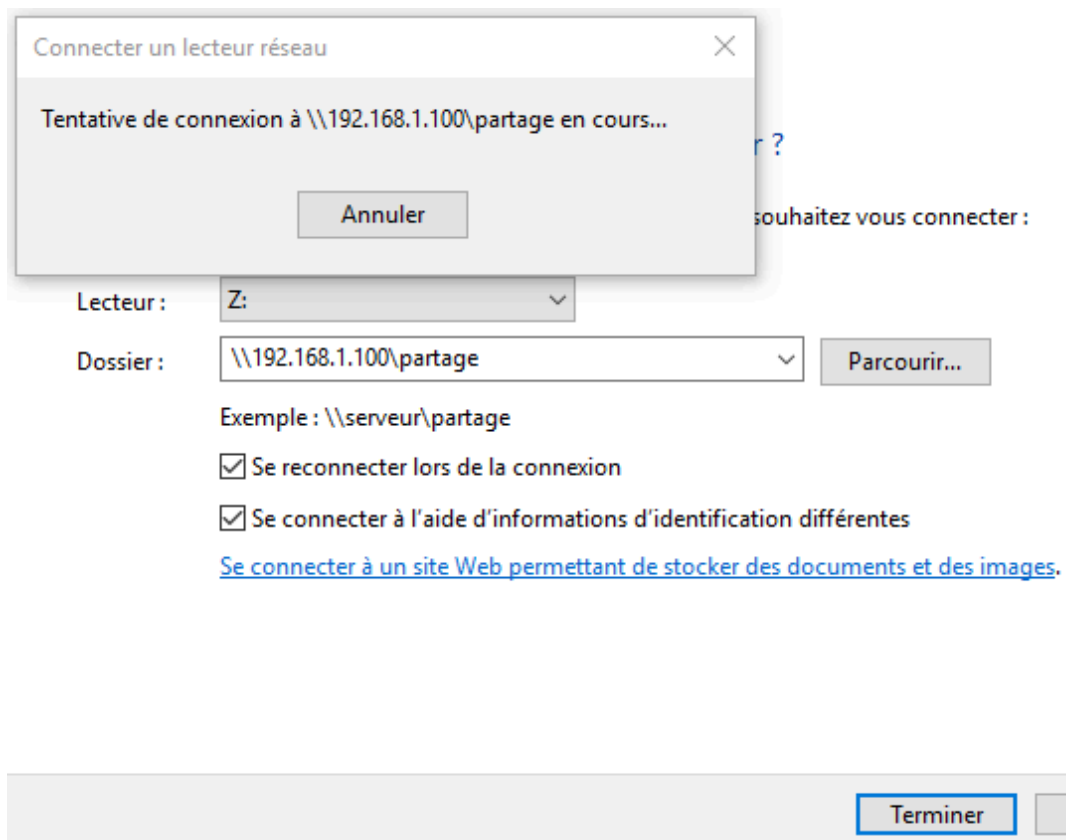 Connecter un lecteur réseau
Tentative de connexion à \\192.168.1.100\partage en cours...
Annuler
r ?
souhaitez vous connecter :
Lecteur :
Z:
Dossier :
\\192.168.1.100\partage
Parcourir...
Exemple : \\serveur\partage
Se reconnecter lors de la connexion
Se connecter à l'aide d'informations d'identification différentes
Se connecter à un site Web permettant de stocker des documents et des images.
Terminer